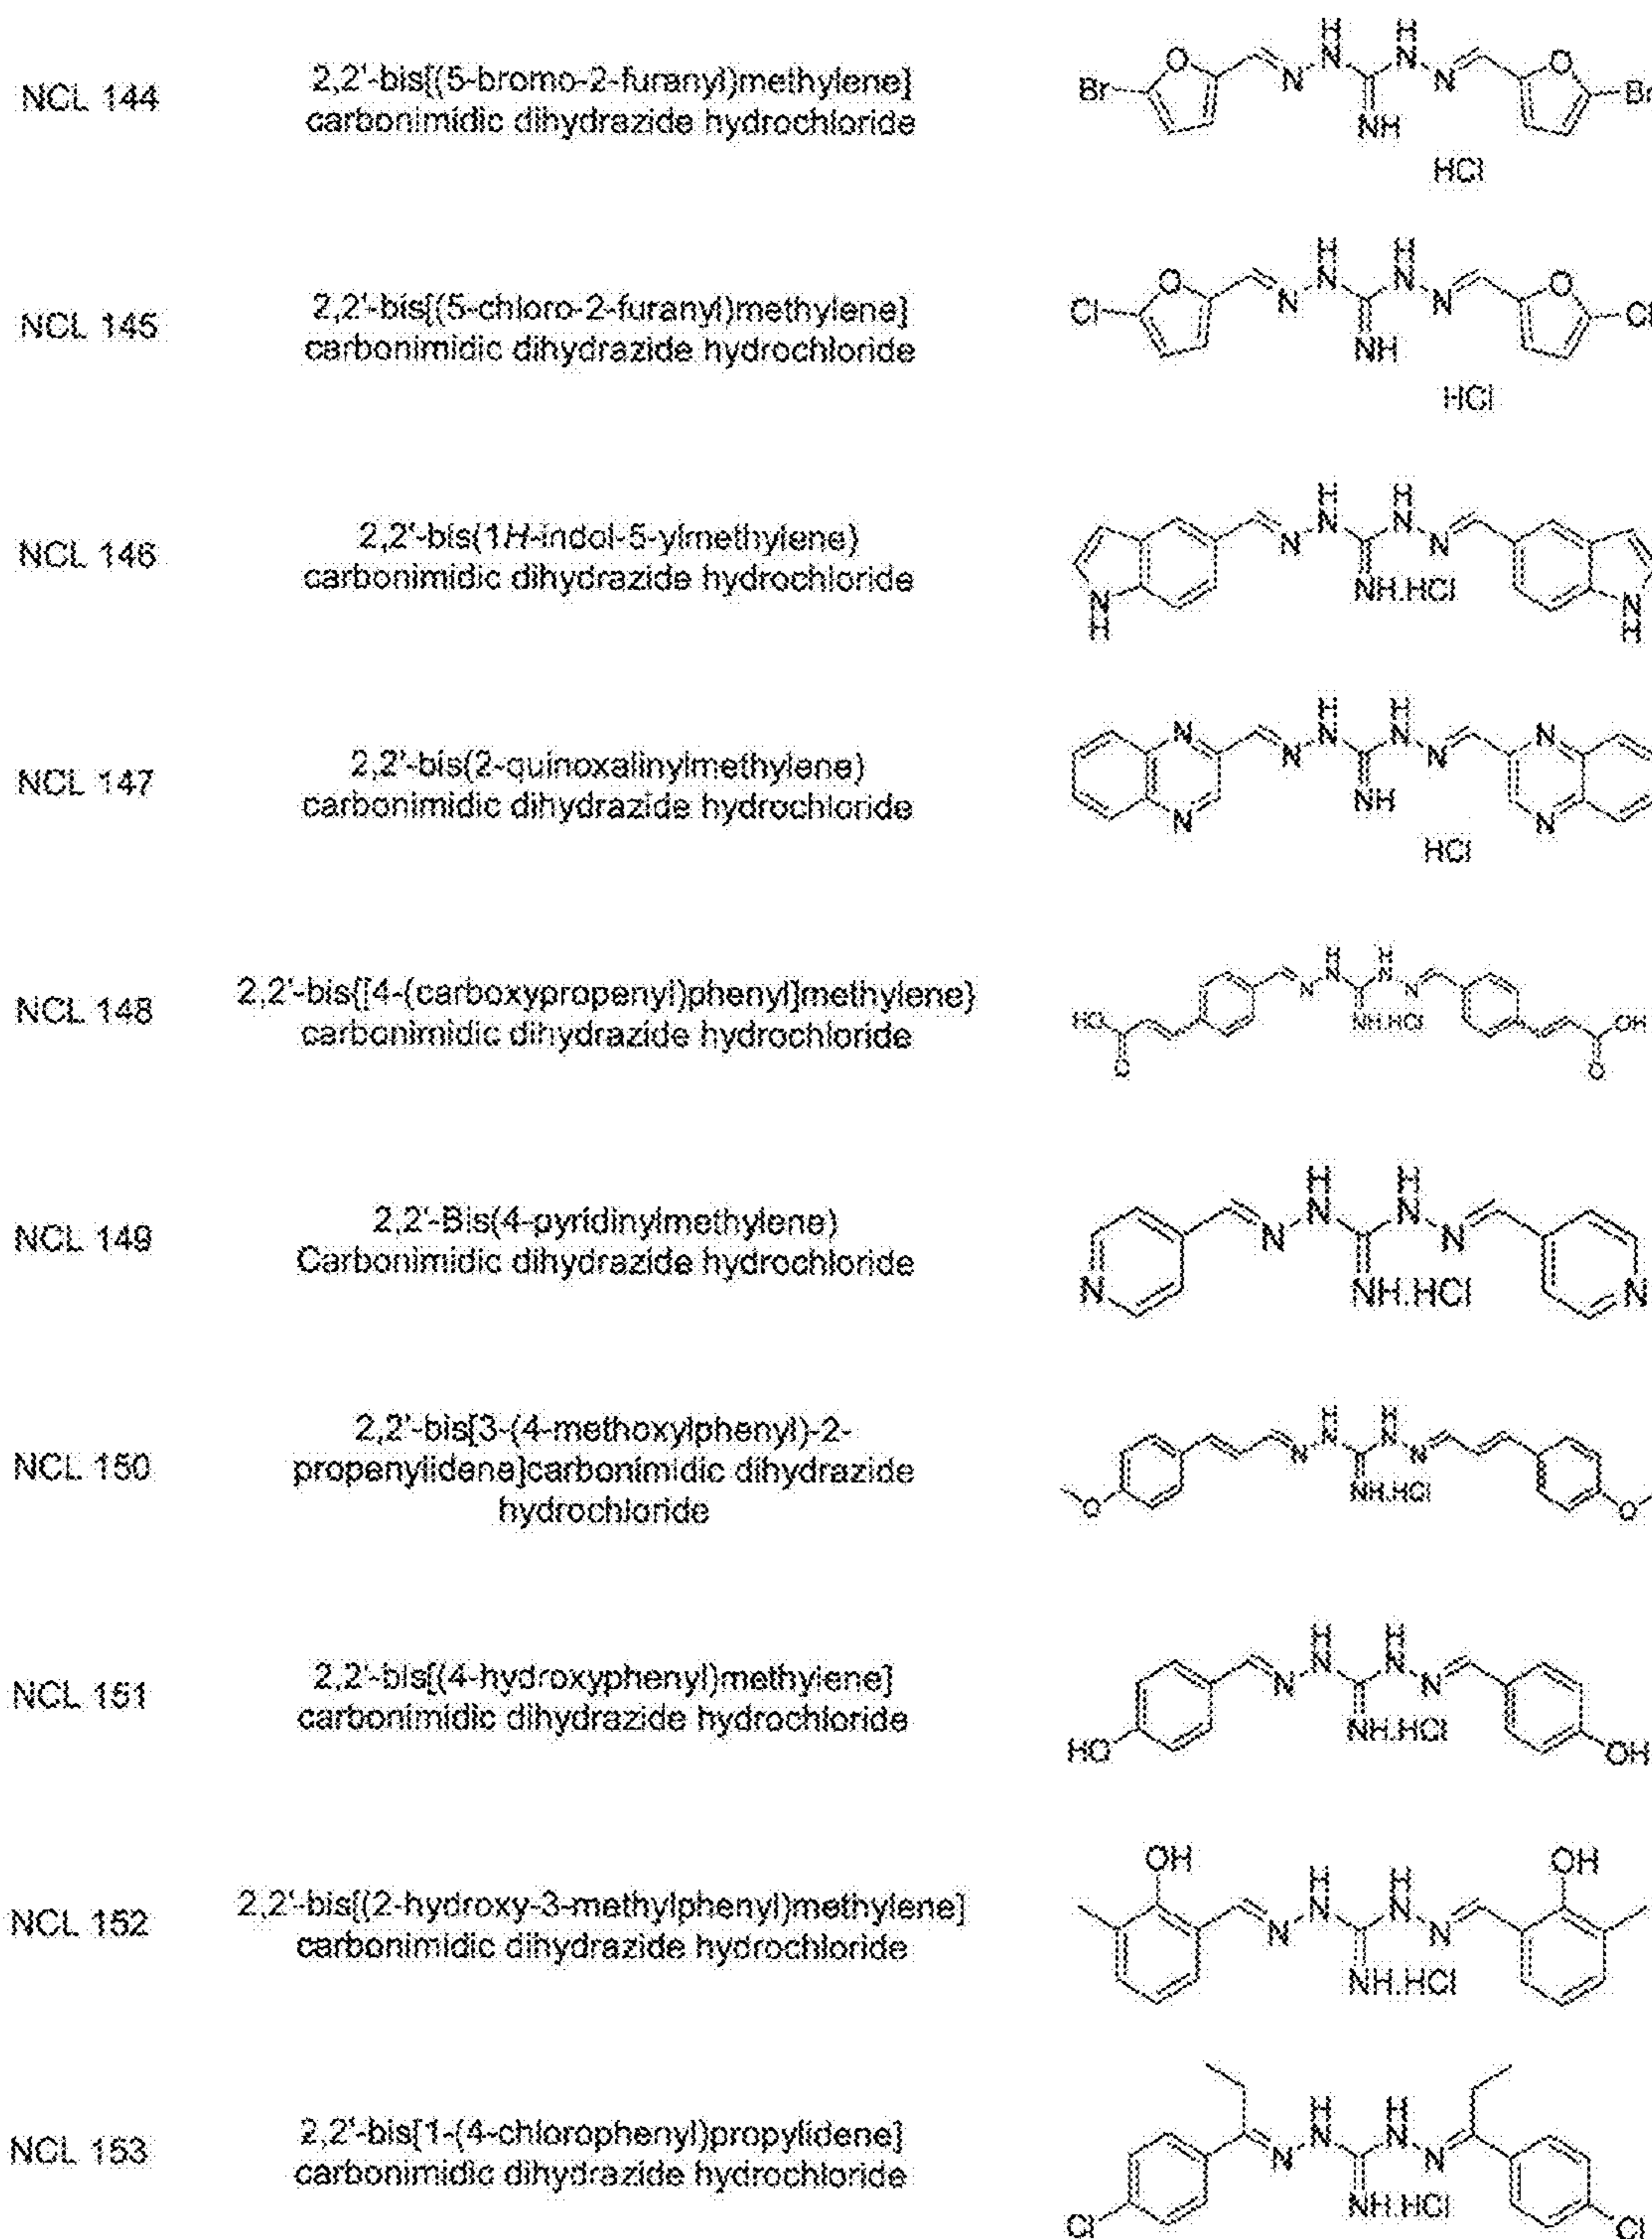 NCL 144
2,2'-bis[(5-bromo-2-furanyl)methylene]
carbonimidic dihydrazide hydrochloride
H H
Br O N N N N O Br
NH
HCl
NCL 145
2,2'-bis[(5-chloro-2-furanyl)methylene]
carbonimidic dihydrazide hydrochloride
H H
Cl O N N N N O Cl
NH
HCl
NCL 146
2,2'-bis(1H-indol-5-ylmethylene)
carbonimidic dihydrazide hydrochloride
H H
N N N N
N NH.HCl N
H H
NCL 147
2,2'-bis(2-quinoxalinylmethylene)
carbonimidic dihydrazide hydrochloride
H H
N N N N N N
N NH N
HCl
NCL 148
2,2'-bis{[4-(carboxypropenyl)phenyl]methylene}
carbonimidic dihydrazide hydrochloride
H H
N N N N
HO NH.HCl OH
O O
NCL 149
2,2'-Bis(4-pyridinylmethylene)
Carbonimidic dihydrazide hydrochloride
H H
N N N N
N NH.HCl N
NCL 150
2,2'-bis[3-(4-methoxylphenyl)-2-
propenylidene]carbonimidic dihydrazide
hydrochloride
H H
N N N N
O NH.HCl O
NCL 151
2,2'-bis[(4-hydroxyphenyl)methylene]
carbonimidic dihydrazide hydrochloride
H H
N N N N
HO NH.HCl OH
NCL 152
2,2'-bis[(2-hydroxy-3-methylphenyl)methylene]
carbonimidic dihydrazide hydrochloride
OH H H OH
N N N N
NH.HCl
NCL 153
2,2'-bis[1-(4-chlorophenyl)propylidene]
carbonimidic dihydrazide hydrochloride
H H
N N N N
Cl NH.HCl Cl